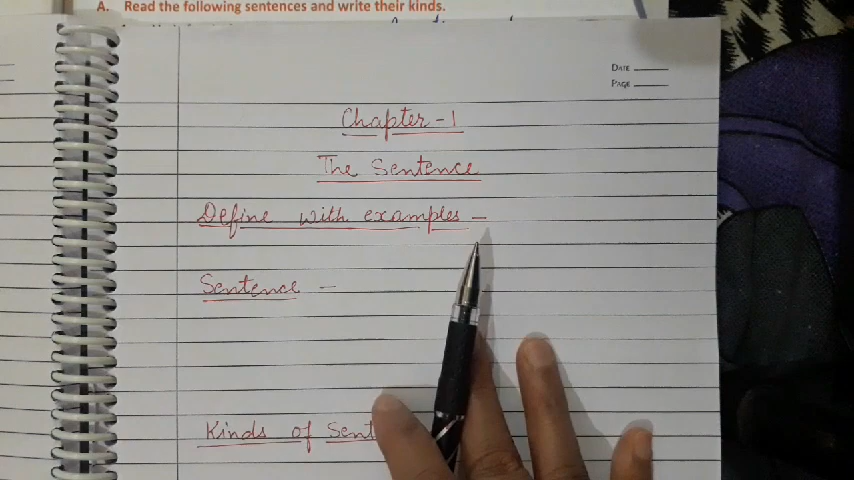 A. Read the following sentences and write their kinds.
DATE
PAGE
Chapter-1
The Sentence
Define with examples -
Sentence -
Kinds of Sent